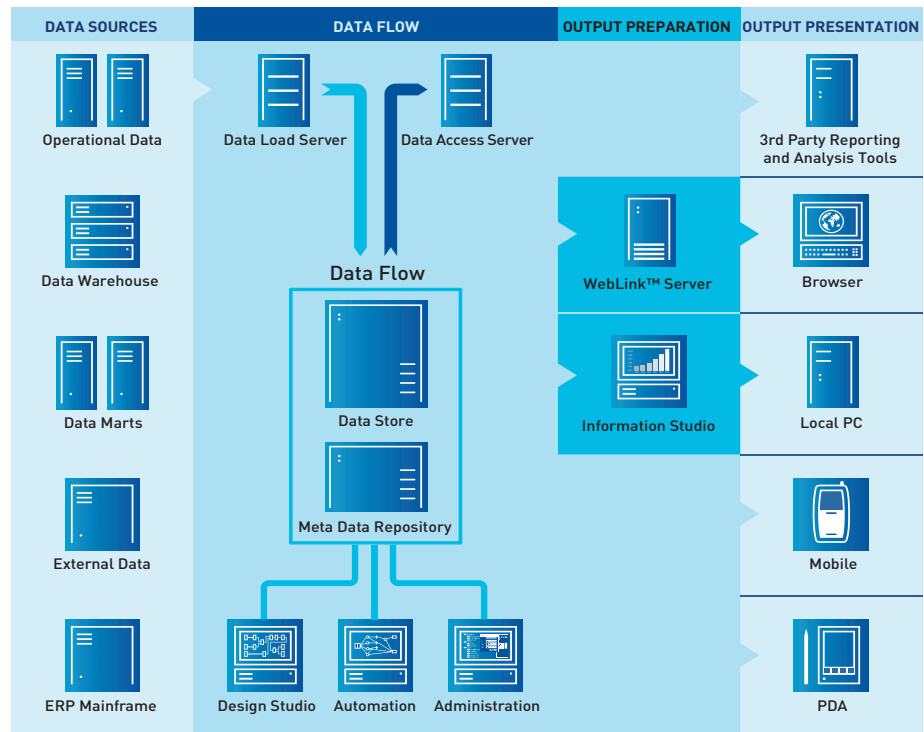 DATA SOURCES
DATA FLOW
OUTPUT PREPARATION
OUTPUT PRESENTATION
Operational Data
Data Load Server
Data Access Server
3rd Party Reporting
and Analysis Tools
Data Warehouse
Data Flow
WebLink™ Server
Browser
Data Marts
Data Store
Information Studio
Local PC
Meta Data Repository
External Data
Mobile
ERP Mainframe
Design Studio
Automation
Administration
PDA